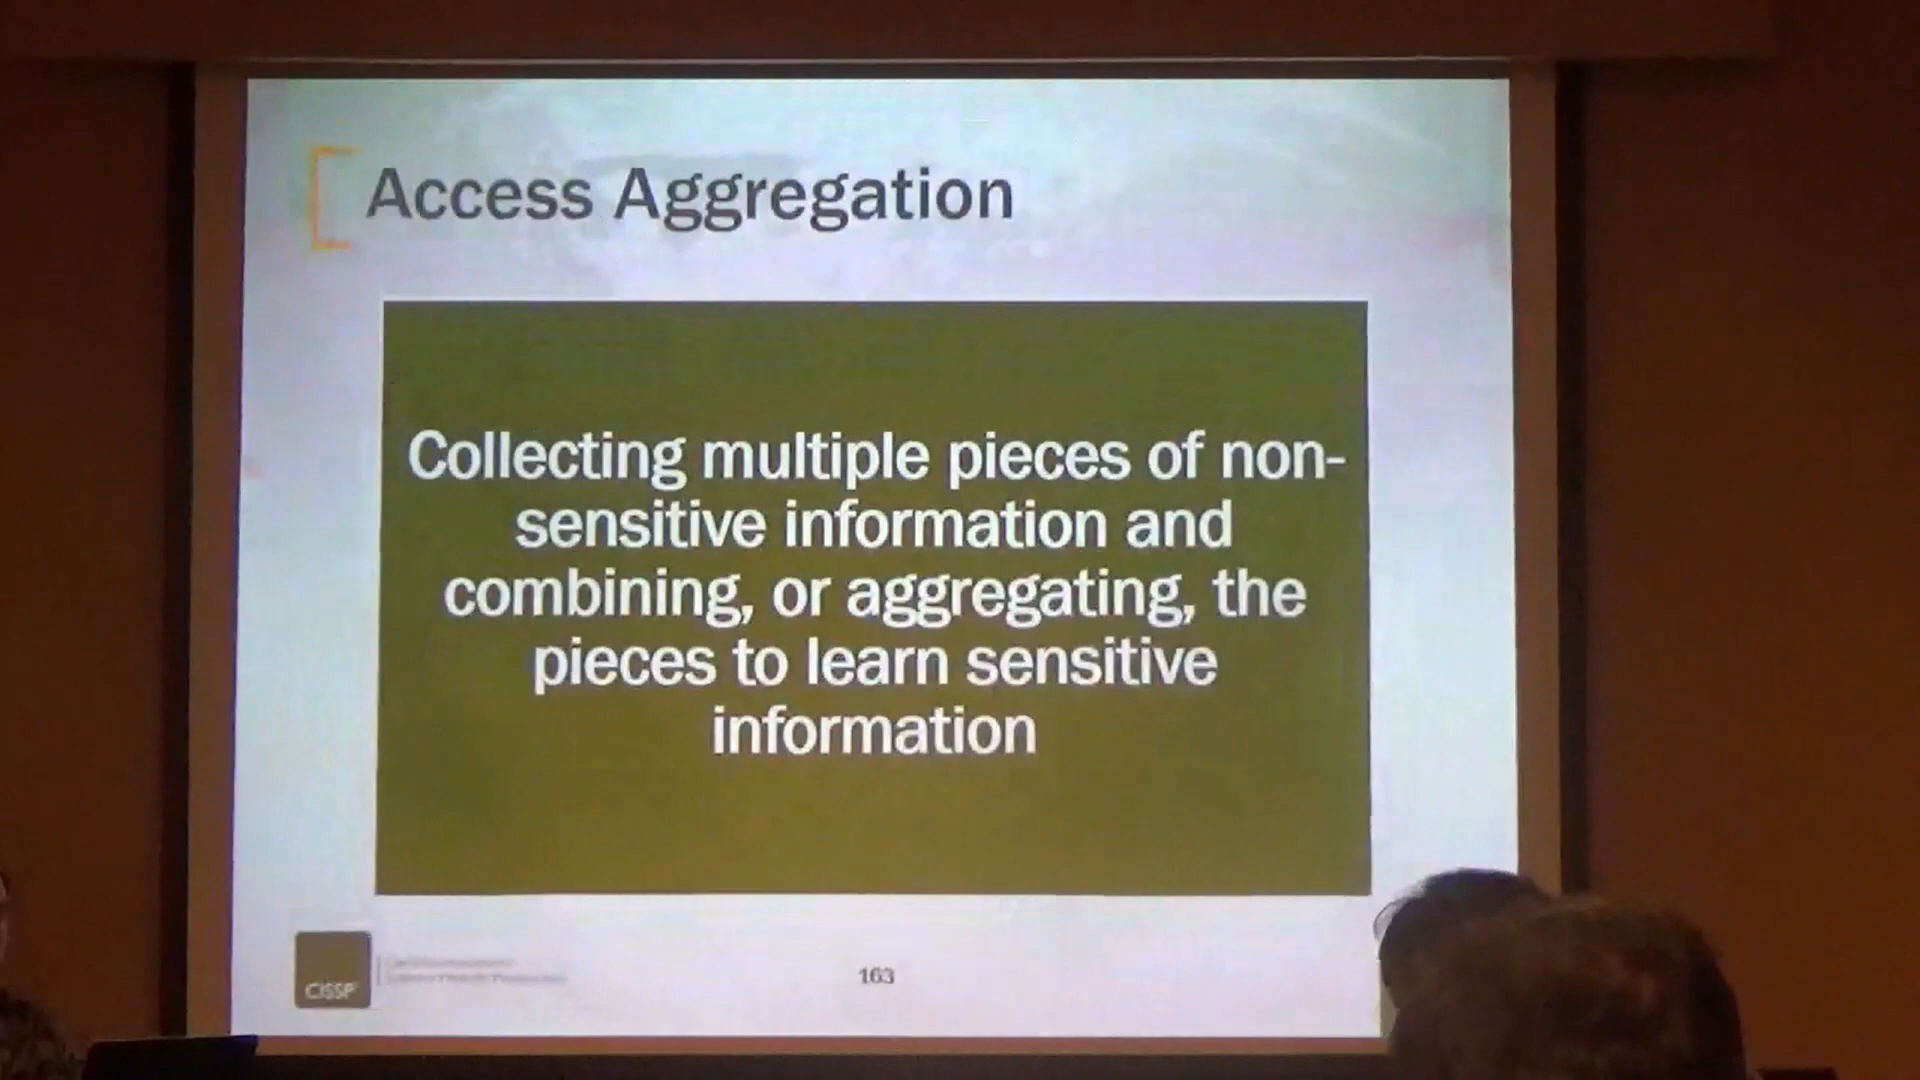 Access Aggregation
Collecting multiple pieces of non-
sensitive information and
combining, or aggregating, the
pieces to learn sensitive
information
CISSP
163